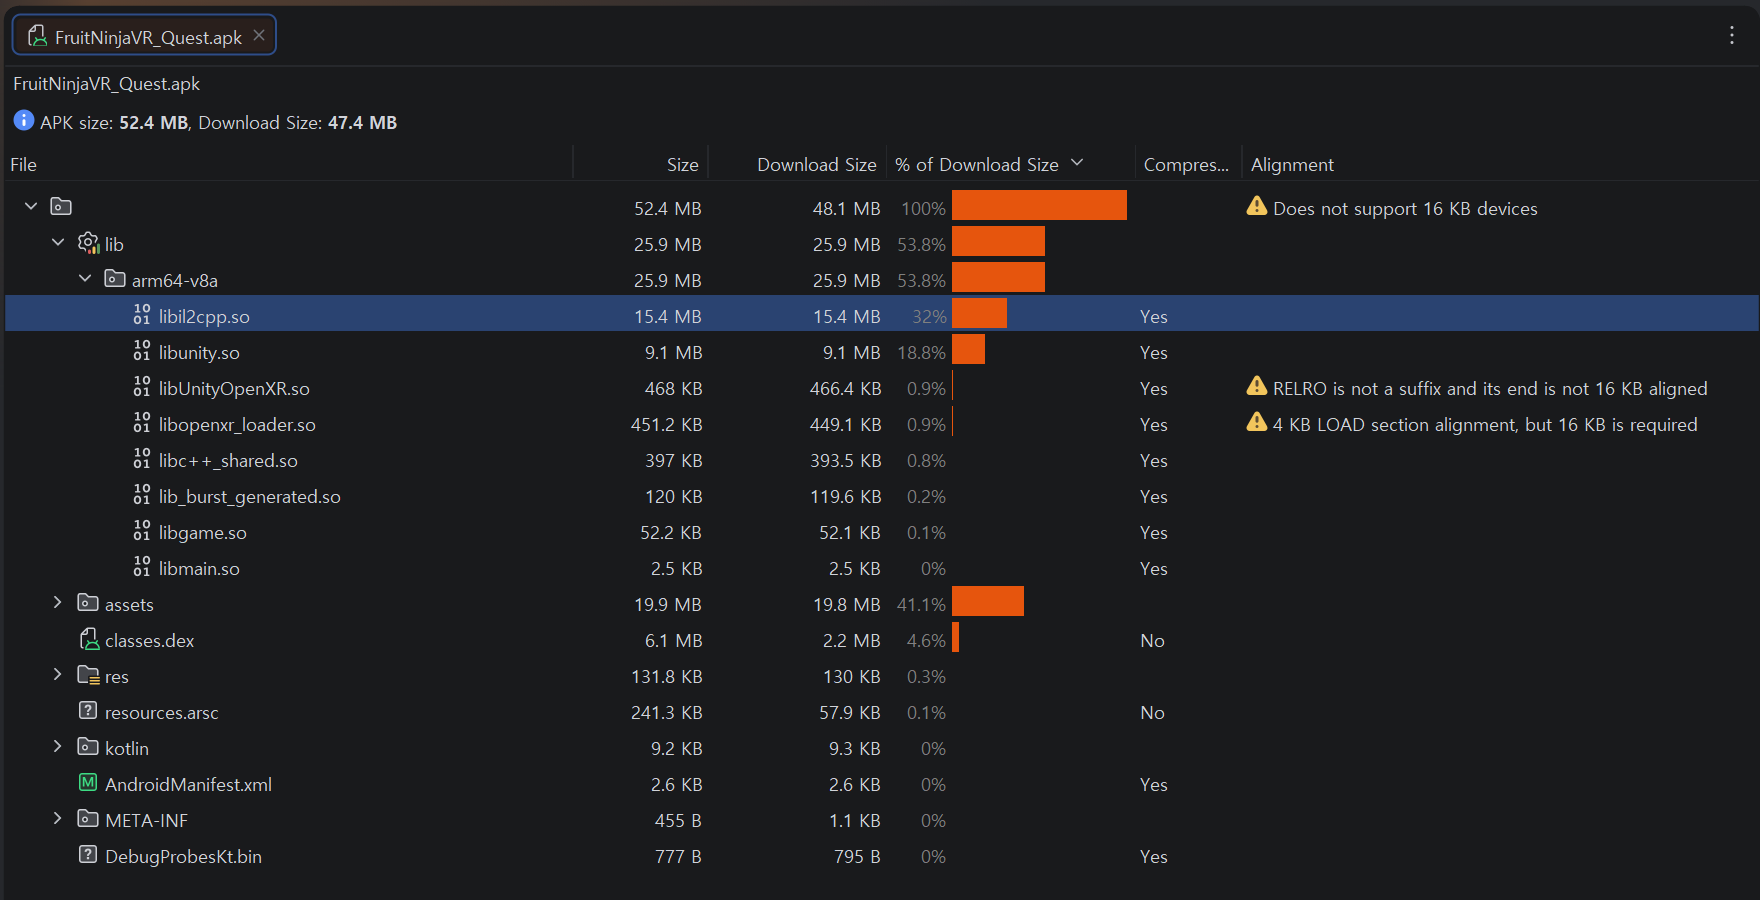 FruitNinjaVR_Quest.apk
FruitNinjaVR_Quest.apk
APK size: 52.4 MB, Download Size: 47.4 MB
File Size Download Size % of Download Size Compres... Alignment
52.4 MB 48.1 MB 100% Does not support 16 KB devices
lib 25.9 MB 25.9 MB 53.8%
arm64-v8a 25.9 MB 25.9 MB 53.8%
libil2cpp.so 15.4 MB 15.4 MB 32% Yes
libunity.so 9.1 MB 9.1 MB 18.8% Yes
libUnityOpenXR.so 468 KB 466.4 KB 0.9% Yes RELRO is not a suffix and its end is not 16 KB aligned
libopenxr_loader.so 451.2 KB 449.1 KB 0.9% Yes 4 KB LOAD section alignment, but 16 KB is required
libc++_shared.so 397 KB 393.5 KB 0.8% Yes
lib_burst_generated.so 120 KB 119.6 KB 0.2% Yes
libgame.so 52.2 KB 52.1 KB 0.1% Yes
libmain.so 2.5 KB 2.5 KB 0% Yes
assets 19.9 MB 19.8 MB 41.1%
classes.dex 6.1 MB 2.2 MB 4.6% No
res 131.8 KB 130 KB 0.3%
resources.arsc 241.3 KB 57.9 KB 0.1% No
kotlin 9.2 KB 9.3 KB 0%
AndroidManifest.xml 2.6 KB 2.6 KB 0% Yes
META-INF 455 B 1.1 KB 0%
DebugProbesKt.bin 777 B 795 B 0% Yes